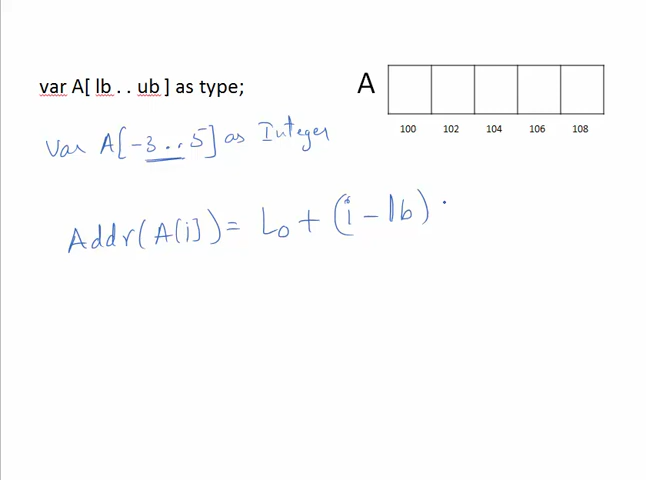 var A[ lb . . ub ] as type;
A
100 102 104 106 108
Var A[-3 . . 5] as Integer
Addr(A[i]) = L₀ + (i - lb) .